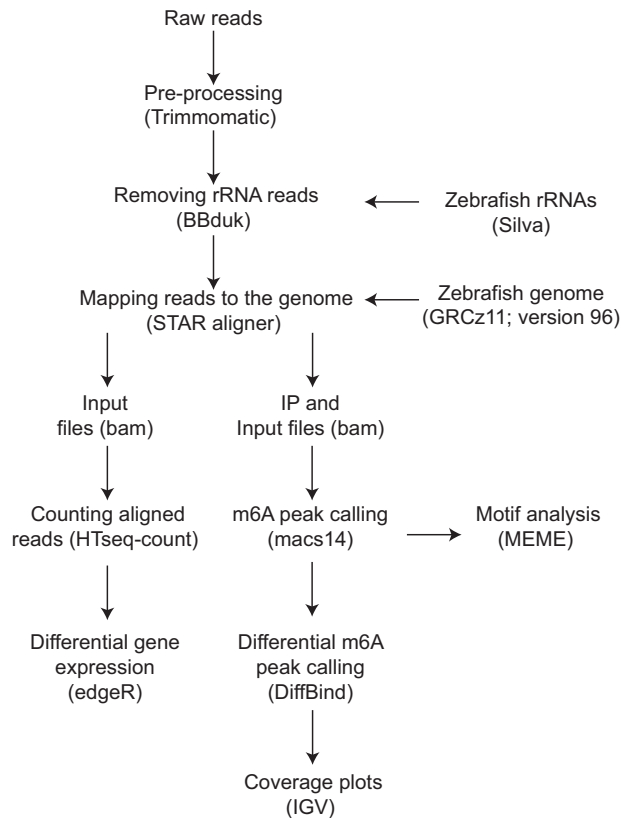 Raw reads
Pre-processing
(Trimmomatic)
Removing rRNA reads
(BBduk)
Zebrafish rRNAs
(Silva)
Mapping reads to the genome
(STAR aligner)
Zebrafish genome
(GRCz11; version 96)
Input
files (bam)
IP and
Input files (bam)
Counting aligned
reads (HTseq-count)
m6A peak calling
(macs14)
Motif analysis
(MEME)
Differential gene
expression
(edgeR)
Differential m6A
peak calling
(DiffBind)
Coverage plots
(IGV)